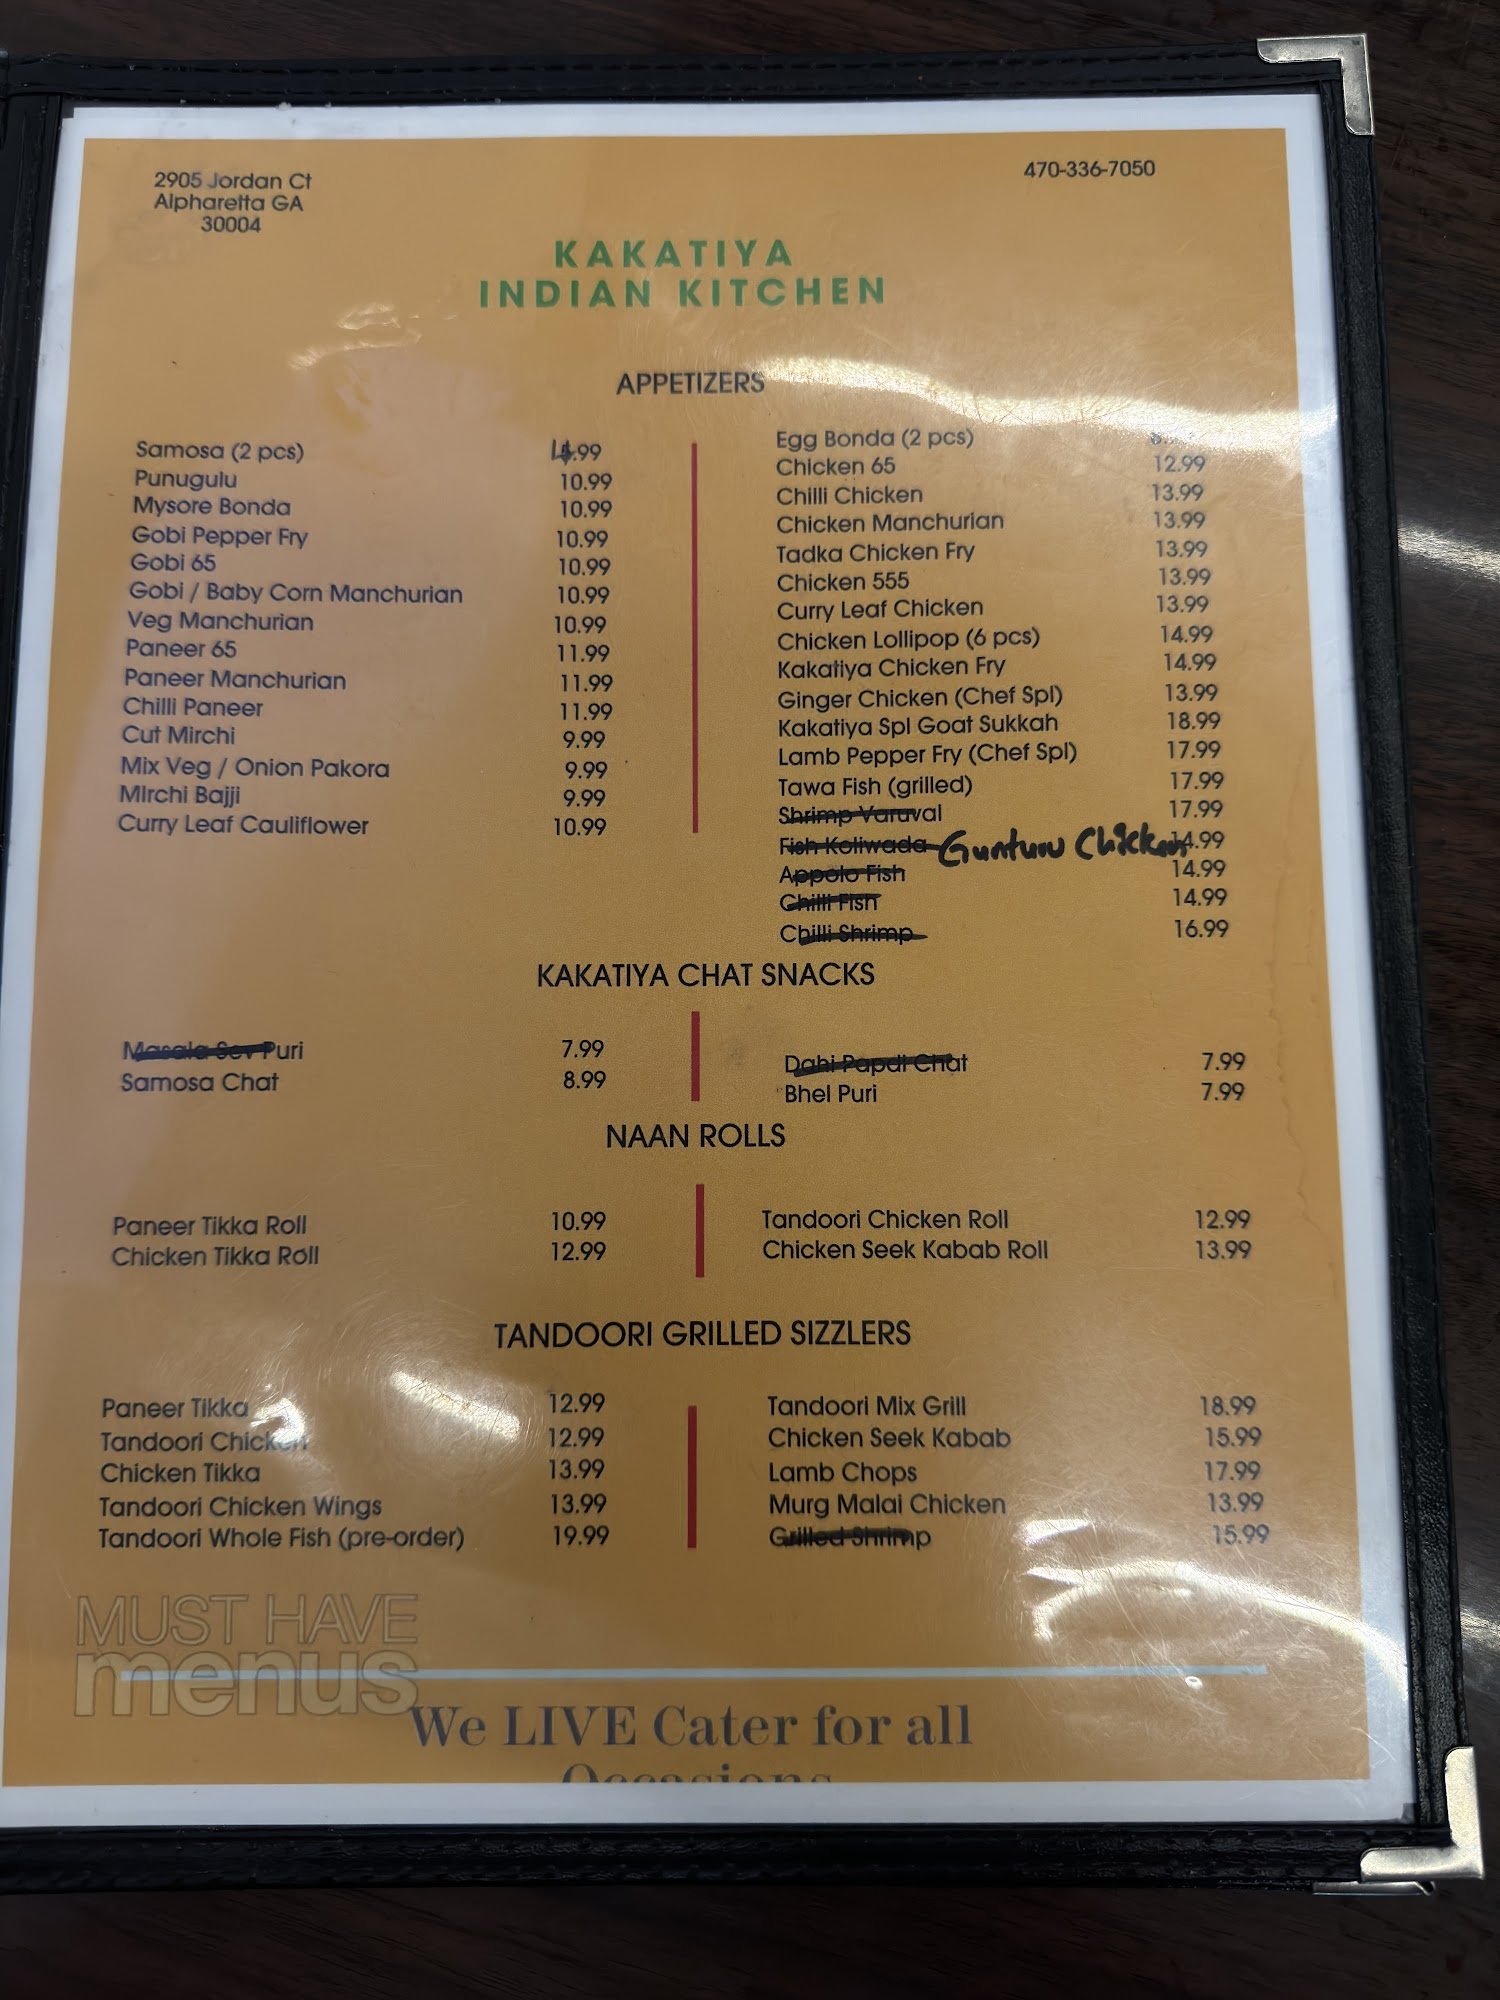 2905 Jordan Ct
Alpharetta GA
30004
470-336-7050
KAKATIYA
INDIAN KITCHEN
APPETIZERS
Samosa (2 pcs) 4.99
Punugulu 10.99
Mysore Bonda 10.99
Gobi Pepper Fry 10.99
Gobi 65 10.99
Gobi / Baby Corn Manchurian 10.99
Veg Manchurian 10.99
Paneer 65 11.99
Paneer Manchurian 11.99
Chilli Paneer 11.99
Cut Mirchi 9.99
Mix Veg / Onion Pakora 9.99
MIrchi Bajji 9.99
Curry Leaf Cauliflower 10.99
Egg Bonda (2 pcs)
Chicken 65 12.99
Chilli Chicken 13.99
Chicken Manchurian 13.99
Tadka Chicken Fry 13.99
Chicken 555 13.99
Curry Leaf Chicken 13.99
Chicken Lollipop (6 pcs) 14.99
Kakatiya Chicken Fry 14.99
Ginger Chicken (Chef Spl) 13.99
Kakatiya Spl Goat Sukkah 18.99
Lamb Pepper Fry (Chef Spl) 17.99
Tawa Fish (grilled) 17.99
Shrimp Varuval 17.99
Fish Koliwada Gunturu Chicken 14.99
Appolo Fish 14.99
Chilli Fish 14.99
Chilli Shrimp 16.99
KAKATIYA CHAT SNACKS
Masala Sev Puri 7.99
Samosa Chat 8.99
Dahi Papdi Chat 7.99
Bhel Puri 7.99
NAAN ROLLS
Paneer Tikka Roll 10.99
Chicken Tikka Roll 12.99
Tandoori Chicken Roll 12.99
Chicken Seek Kabab Roll 13.99
TANDOORI GRILLED SIZZLERS
Paneer Tikka 12.99
Tandoori Chicken 12.99
Chicken Tikka 13.99
Tandoori Chicken Wings 13.99
Tandoori Whole Fish (pre-order) 19.99
Tandoori Mix Grill 18.99
Chicken Seek Kabab 15.99
Lamb Chops 17.99
Murg Malai Chicken 13.99
Grilled Shrimp 15.99
MUST HAVE
menus
We LIVE Cater for all
Occasions